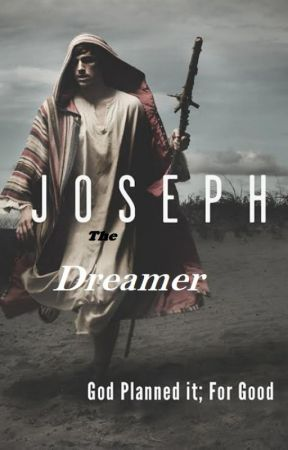 JOSEPH
The
Dreamer
God Planned it; For Good